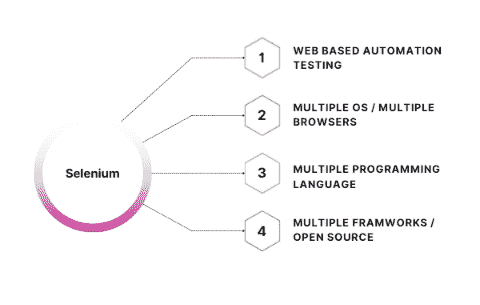 Selenium
1
WEB BASED AUTOMATION
TESTING
2
MULTIPLE OS / MULTIPLE
BROWSERS
3
MULTIPLE PROGRAMMING
LANGUAGE
4
MULTIPLE FRAMWORKS /
OPEN SOURCE